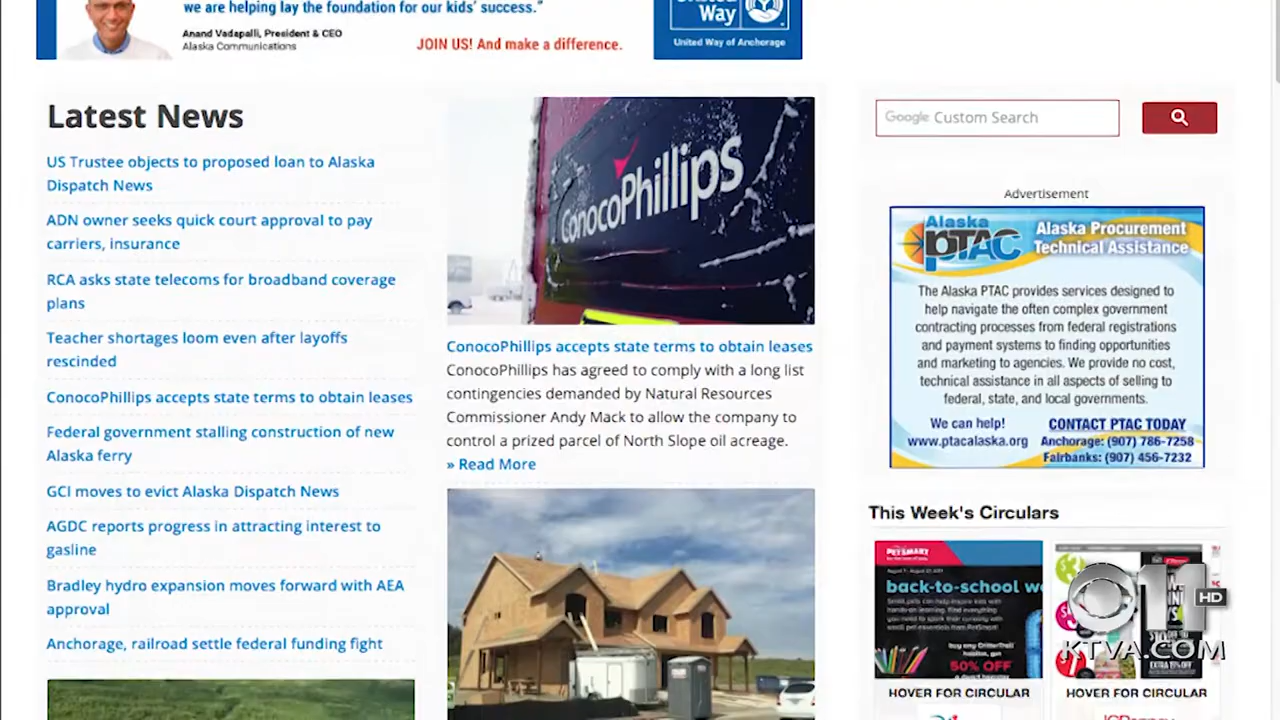 we are helping lay the foundation for our kids' success."
Anand Vadapalli, President & CEO
Alaska Communications
JOIN US! And make a difference.
United
Way
United Way of Anchorage
Latest News
US Trustee objects to proposed loan to Alaska
Dispatch News
ADN owner seeks quick court approval to pay
carriers, insurance
RCA asks state telecoms for broadband coverage
plans
Teacher shortages loom even after layoffs
rescinded
ConocoPhillips accepts state terms to obtain leases
Federal government stalling construction of new
Alaska ferry
GCI moves to evict Alaska Dispatch News
AGDC reports progress in attracting interest to
gasline
Bradley hydro expansion moves forward with AEA
approval
Anchorage, railroad settle federal funding fight
ConocoPhillips
ConocoPhillips accepts state terms to obtain leases
ConocoPhillips has agreed to comply with a long list
contingencies demanded by Natural Resources
Commissioner Andy Mack to allow the company to
control a prized parcel of North Slope oil acreage.
» Read More
Google Custom Search
Advertisement
Alaska
PTAC
Alaska Procurement
Technical Assistance
The Alaska PTAC provides services designed to
help navigate the often complex government
contracting processes from federal registrations
and payment systems to finding opportunities
and marketing to agencies. We provide no cost,
technical assistance in all aspects of selling to
federal, state, and local governments.
We can help!
www.ptacalaska.org
CONTACT PTAC TODAY
Anchorage: (907) 786-7258
Fairbanks: (907) 456-7232
This Week's Circulars
PETSMART
back-to-school
buy any CritterTrail
habitat, get
50% OFF
HOVER FOR CIRCULAR
HOVER FOR CIRCULAR
11
HD
KTVA.COM